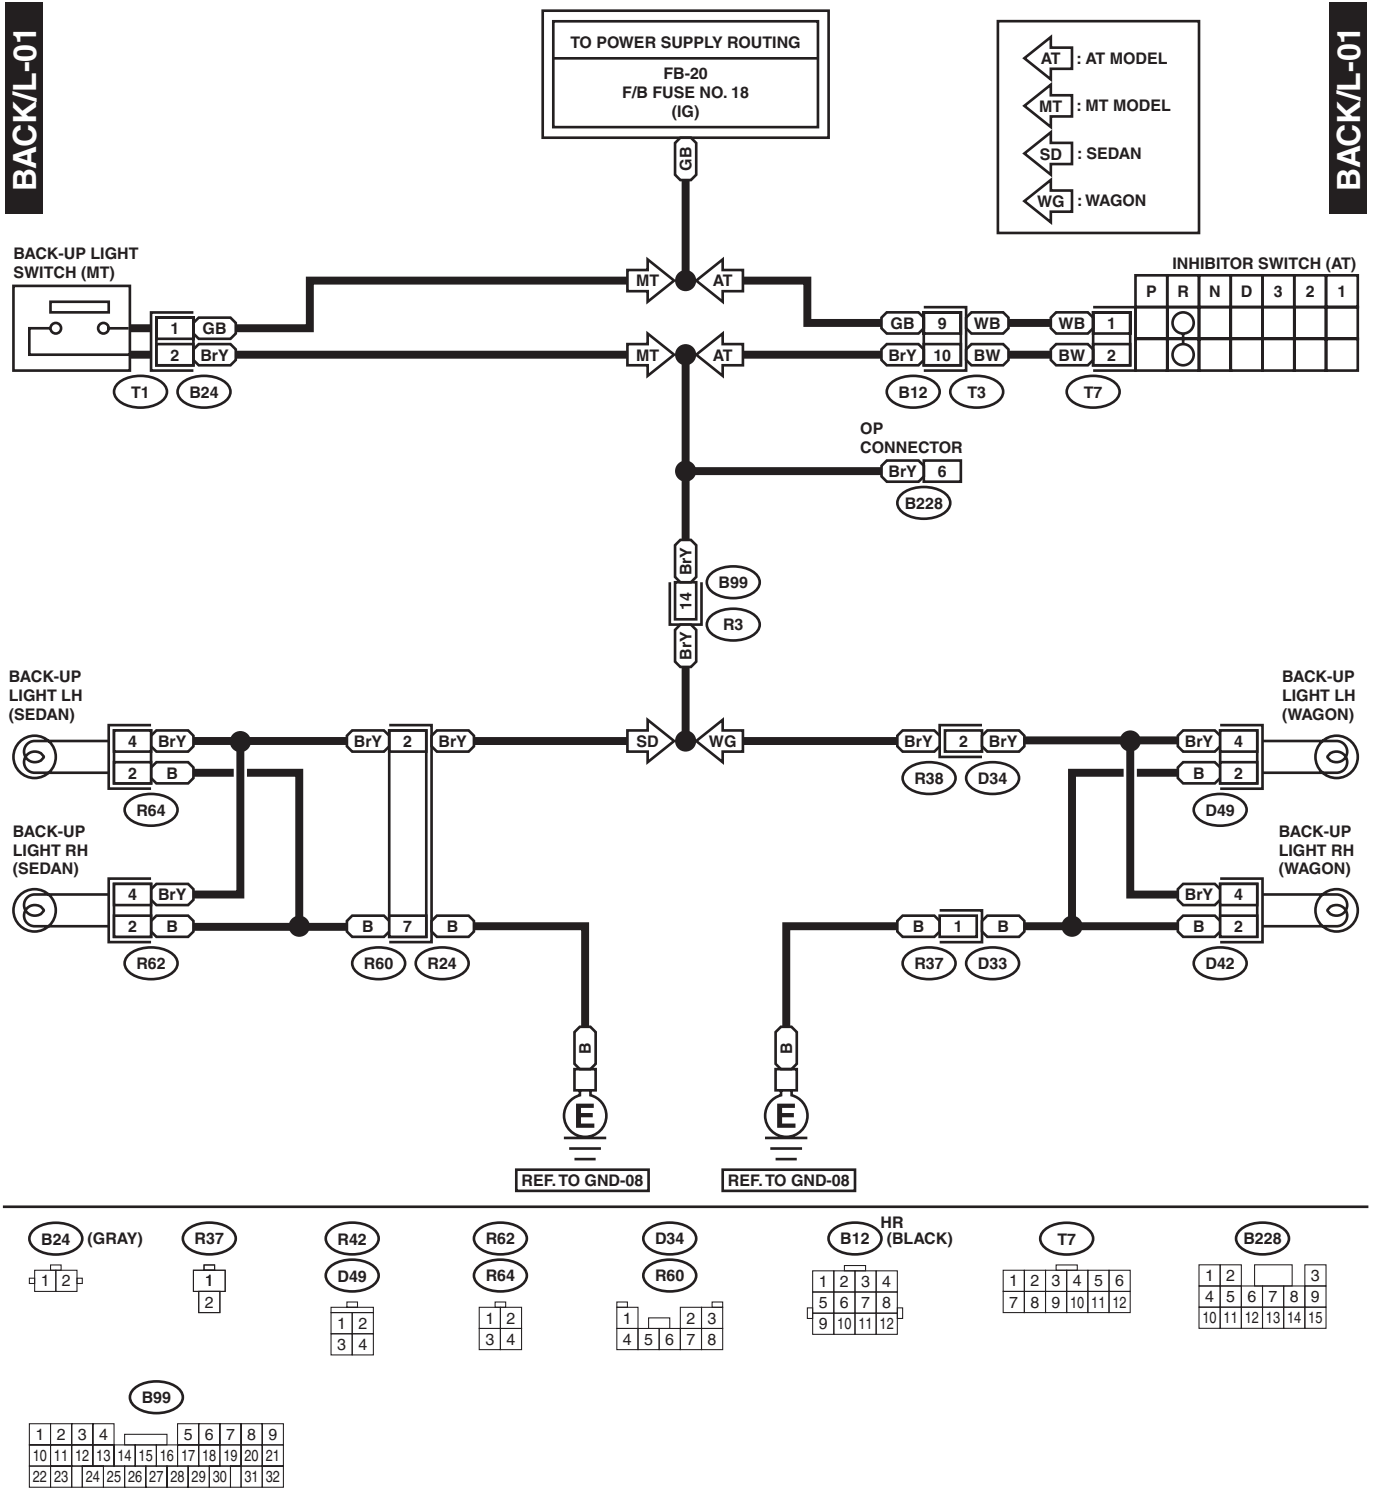 BACK/L-01
BACK/L-01
TO POWER SUPPLY ROUTING
FB-20
F/B FUSE NO. 18
(IG)
GB
AT : AT MODEL
MT : MT MODEL
SD : SEDAN
WG : WAGON
BACK-UP LIGHT
SWITCH (MT)
INHIBITOR SWITCH (AT)
P R N D 3 2 1
MT AT
1 GB
GB 9 WB WB 1
2 BrY
MT AT
BrY 10 BW BW 2
T1 B24
B12 T3 T7
OP
CONNECTOR
BrY 6
B228
BrY
14
BrY
B99
R3
BACK-UP
LIGHT LH
(SEDAN)
BACK-UP
LIGHT LH
(WAGON)
4 BrY BrY 2 BrY SD WG BrY 2 BrY BrY 4
2 B
B 2
R64
R38 D34
D49
BACK-UP
LIGHT RH
(SEDAN)
BACK-UP
LIGHT RH
(WAGON)
4 BrY
BrY 4
2 B B 7 B
B 1 B B 2
R62 R60 R24
R37 D33 D42
B
B
E
E
REF. TO GND-08
REF. TO GND-08
B24 (GRAY)
1 2
R37
1
2
R42
D49
1 2
3 4
R62
R64
1 2
3 4
D34
R60
1 2 3
4 5 6 7 8
B12 HR (BLACK)
1 2 3 4
5 6 7 8
9 10 11 12
T7
1 2 3 4 5 6
7 8 9 10 11 12
B228
1 2 3
4 5 6 7 8 9
10 11 12 13 14 15
B99
1 2 3 4 5 6 7 8 9
10 11 12 13 14 15 16 17 18 19 20 21
22 23 24 25 26 27 28 29 30 31 32